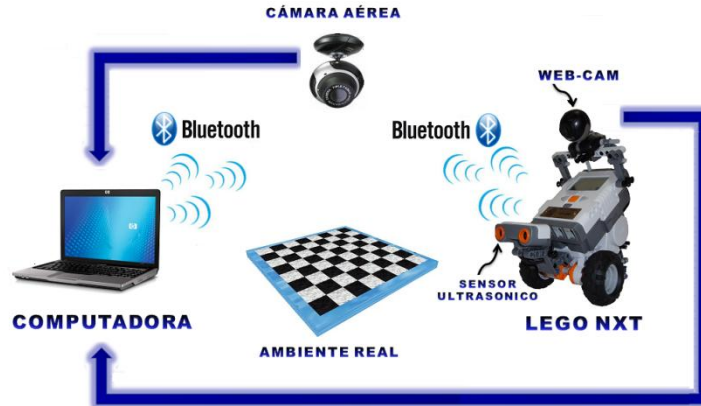 CÁMARA AÉREA
WEB-CAM
Bluetooth
Bluetooth
SENSOR
ULTRASONICO
COMPUTADORA
LEGO NXT
AMBIENTE REAL